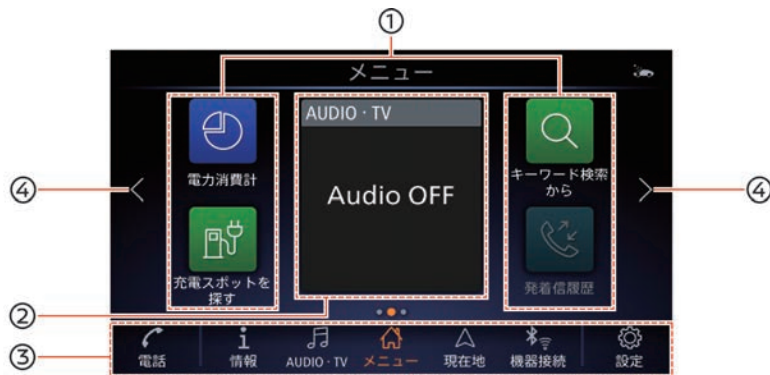 ①
メニュー
AUDIO・TV
電力消費計
キーワード検索
から
④
④
Audio OFF
充電スポットを
探す
発着信履歴
②
③
電話
情報
AUDIO・TV
メニュー
現在地
機器接続
設定